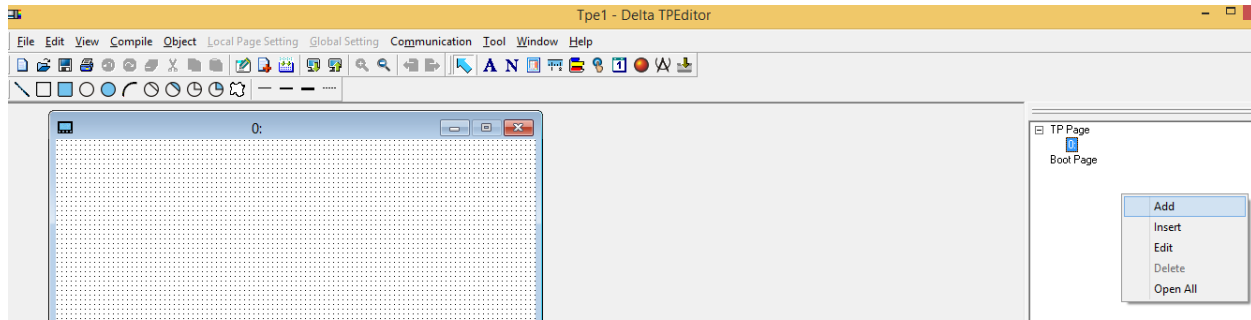 Tpe1 - Delta TPEditor
File Edit View Compile Object Local Page Setting Global Setting Communication Tool Window Help
A N 1
0:
TP Page
0:
Boot Page
Add
Insert
Edit
Delete
Open All